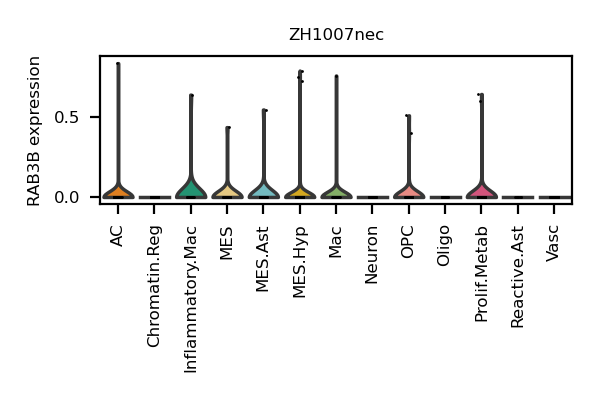 ZH1007nec
RAB3B expression
0.5
0.0
AC
Chromatin.Reg
Inflammatory.Mac
MES
MES.Ast
MES.Hyp
Mac
Neuron
OPC
Oligo
Prolif.Metab
Reactive.Ast
Vasc